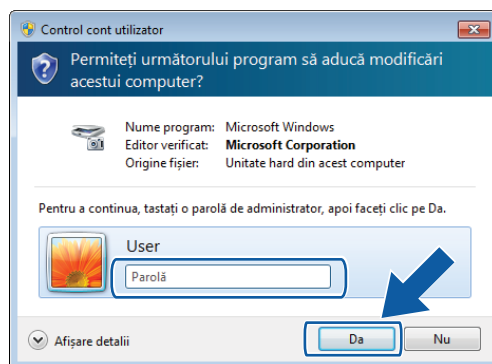 Control cont utilizator
Permiteți următorului program să aducă modificări
acestui computer?
Nume program: Microsoft Windows
Editor verificat: Microsoft Corporation
Origine fișier: Unitate hard din acest computer
Pentru a continua, tastați o parolă de administrator, apoi faceți clic pe Da.
User
Parolă
Afișare detalii
Da
Nu